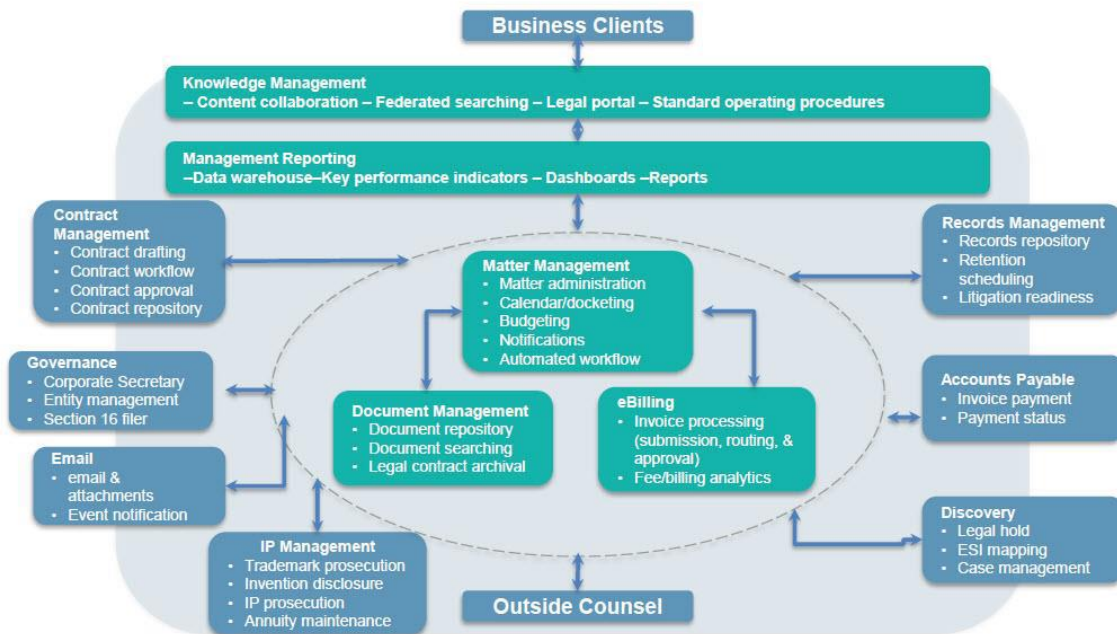 Business Clients
Knowledge Management
– Content collaboration – Federated searching – Legal portal – Standard operating procedures
Management Reporting
–Data warehouse–Key performance indicators – Dashboards –Reports
Contract
Management
• Contract drafting
• Contract workflow
• Contract approval
• Contract repository
Records Management
• Records repository
• Retention
scheduling
• Litigation readiness
Matter Management
• Matter administration
• Calendar/docketing
• Budgeting
• Notifications
• Automated workflow
Governance
• Corporate Secretary
• Entity management
• Section 16 filer
Accounts Payable
• Invoice payment
• Payment status
Document Management
• Document repository
• Document searching
• Legal contract archival
eBilling
• Invoice processing
(submission, routing, &
approval)
• Fee/billing analytics
Email
• email &
attachments
• Event notification
Discovery
• Legal hold
• ESI mapping
• Case management
IP Management
• Trademark prosecution
• Invention disclosure
• IP prosecution
• Annuity maintenance
Outside Counsel